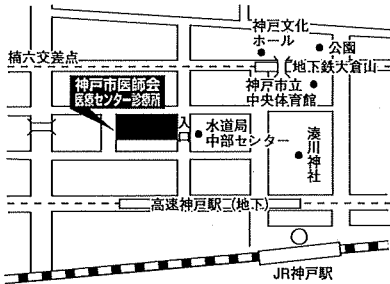 神戸文化
ホール
公園
楠六交差点
地下鉄大倉山
神戸市立
中央体育館
神戸市医師会
医療センター診療所
入
水道局
中部センター
湊川神社
高速神戸駅（地下）
JR神戸駅